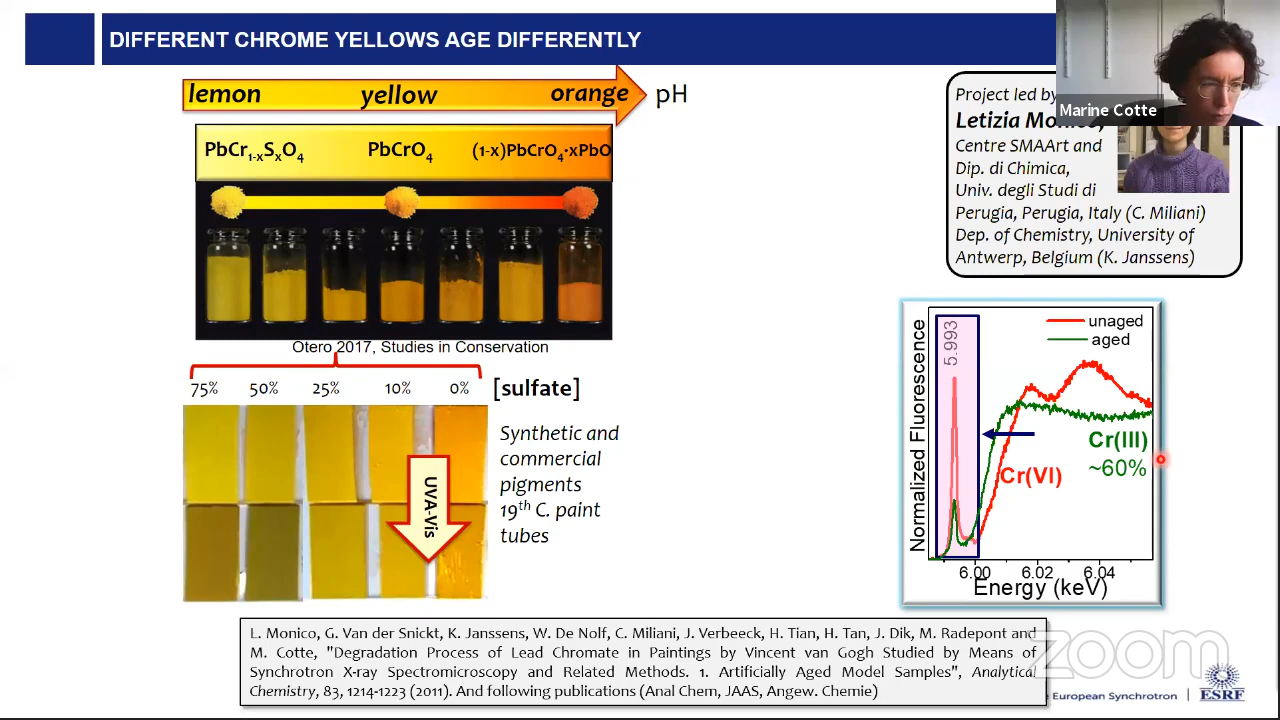 DIFFERENT CHROME YELLOWS AGE DIFFERENTLY
Marine Cotte
lemon yellow orange pH
PbCr1-xSxO4 PbCrO4 (1-x)PbCrO4·xPbO
Otero 2017, Studies in Conservation
75% 50% 25% 10% 0% [sulfate]
UVA-Vis
Synthetic and
commercial
pigments
19th C. paint
tubes
Project led by
Letizia
Centre SMAArt and
Dip. di Chimica,
Univ. degli Studi di
Perugia, Perugia, Italy (C. Miliani)
Dep. of Chemistry, University of
Antwerp, Belgium (K. Janssens)
Normalized Fluorescence
5.993
unaged
aged
Cr(III)
~60%
Cr(VI)
6.00 6.02 6.04
Energy (keV)
L. Monico, G. Van der Snickt, K. Janssens, W. De Nolf, C. Miliani, J. Verbeeck, H. Tian, H. Tan, J. Dik, M. Radepont and
M. Cotte, "Degradation Process of Lead Chromate in Paintings by Vincent van Gogh Studied by Means of
Synchrotron X-ray Spectromicroscopy and Related Methods. 1. Artificially Aged Model Samples", Analytical
Chemistry, 83, 1214-1223 (2011). And following publications (Anal Chem, JAAS, Angew. Chemie)
zoom
European Synchrotron | ESRF